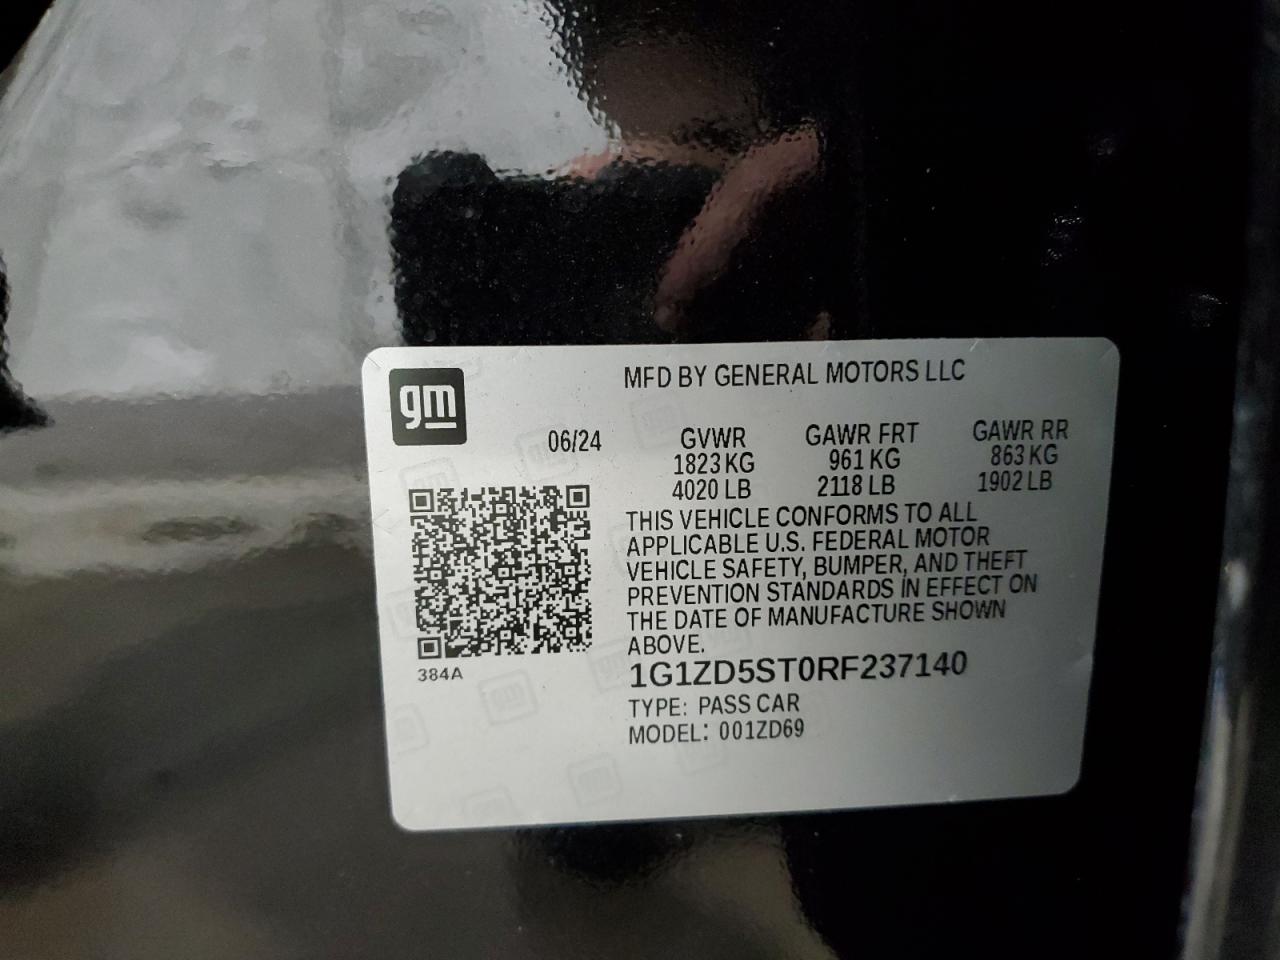 gm
MFD BY GENERAL MOTORS LLC
06/24
GVWR GAWR FRT GAWR RR
1823 KG 961 KG 863 KG
4020 LB 2118 LB 1902 LB
THIS VEHICLE CONFORMS TO ALL
APPLICABLE U.S. FEDERAL MOTOR
VEHICLE SAFETY, BUMPER, AND THEFT
PREVENTION STANDARDS IN EFFECT ON
THE DATE OF MANUFACTURE SHOWN
ABOVE.
384A
1G1ZD5ST0RF237140
TYPE: PASS CAR
MODEL: 001ZD69